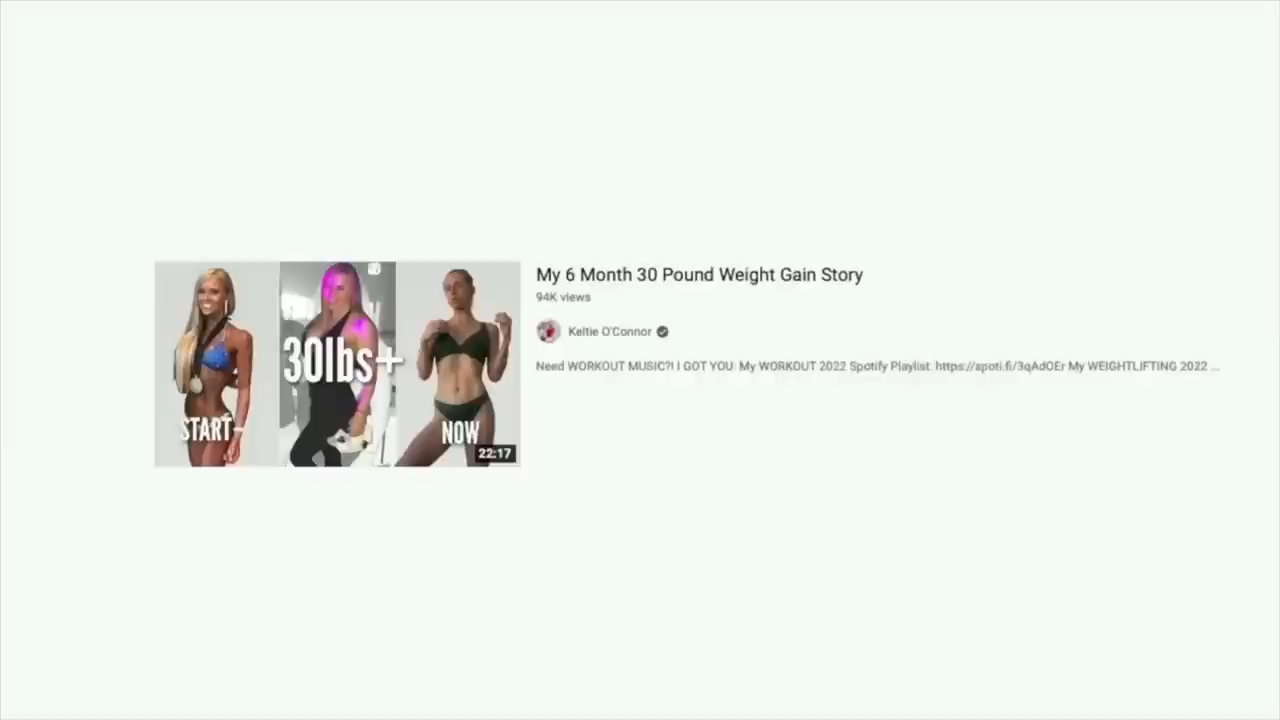 My 6 Month 30 Pound Weight Gain Story
94K views
Keltie O'Connor
Need WORKOUT MUSIC?! I GOT YOU: My WORKOUT 2022 Spotify Playlist: https://spoti.fi/3qAdOEr My WEIGHTLIFTING 2022 ...
30lbs+
START
NOW
22:17